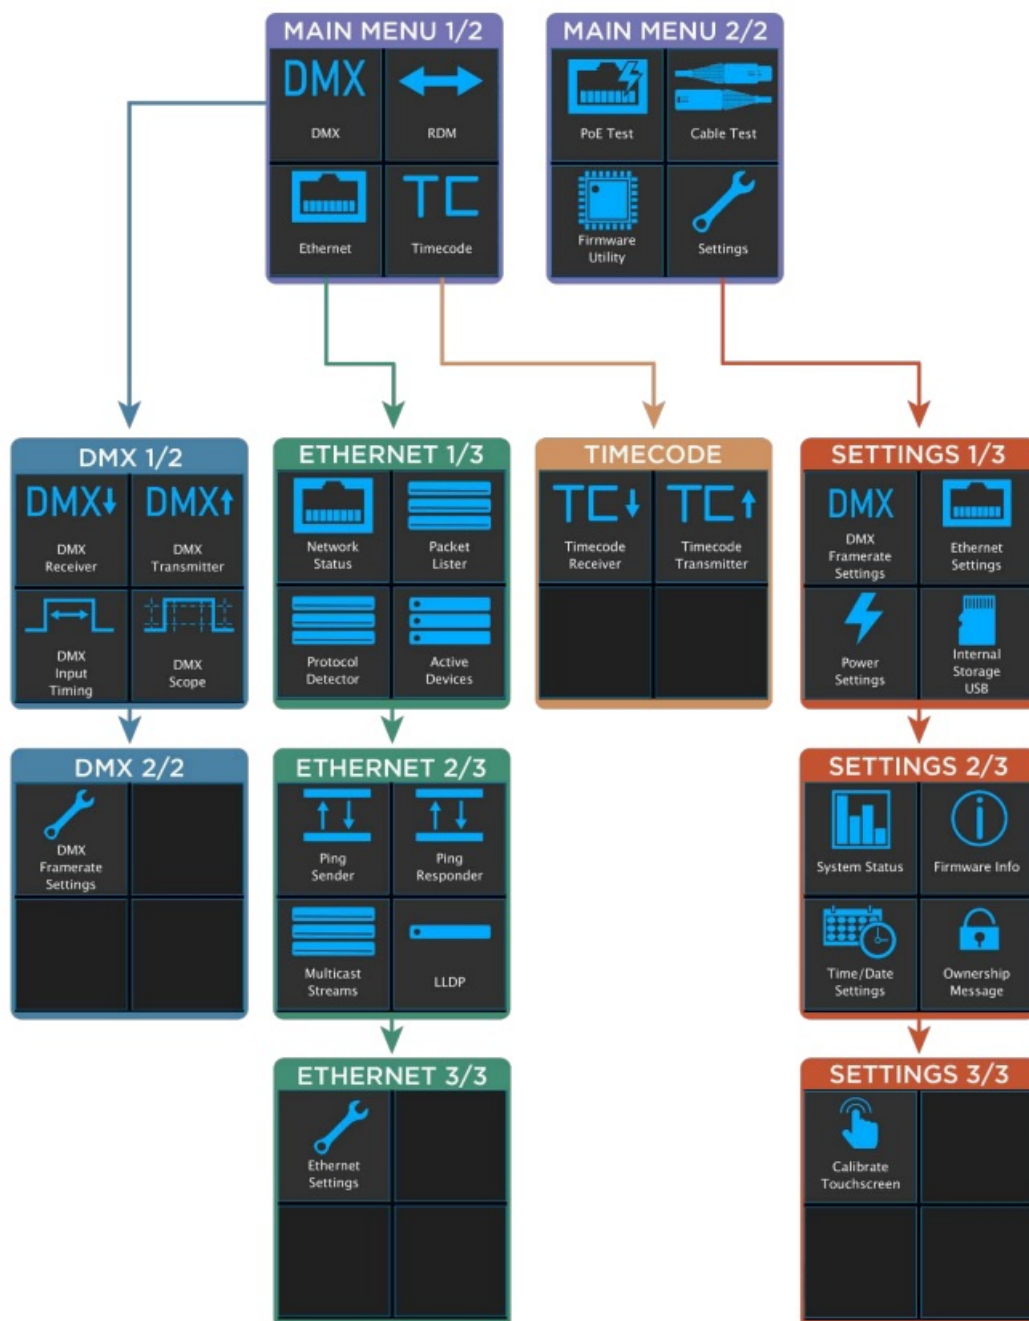 MAIN MENU 1/2
DMX
DMX
RDM
Ethernet
TC
Timecode
MAIN MENU 2/2
PoE Test
Cable Test
Firmware
Utility
Settings
DMX 1/2
DMX
DMX
Receiver
DMX
DMX
Transmitter
DMX
Input
Timing
DMX
Scope
DMX 2/2
DMX
Framerate
Settings
ETHERNET 1/3
Network
Status
Packet
Lister
Protocol
Detector
Active
Devices
ETHERNET 2/3
Ping
Sender
Ping
Responder
Multicast
Streams
LLDP
ETHERNET 3/3
Ethernet
Settings
TIMECODE
TC
Timecode
Receiver
TC
Timecode
Transmitter
SETTINGS 1/3
DMX
DMX
Framerate
Settings
Ethernet
Settings
Power
Settings
Internal
Storage
USB
SETTINGS 2/3
System Status
Firmware Info
Time/Date
Settings
Ownership
Message
SETTINGS 3/3
Calibrate
Touchscreen